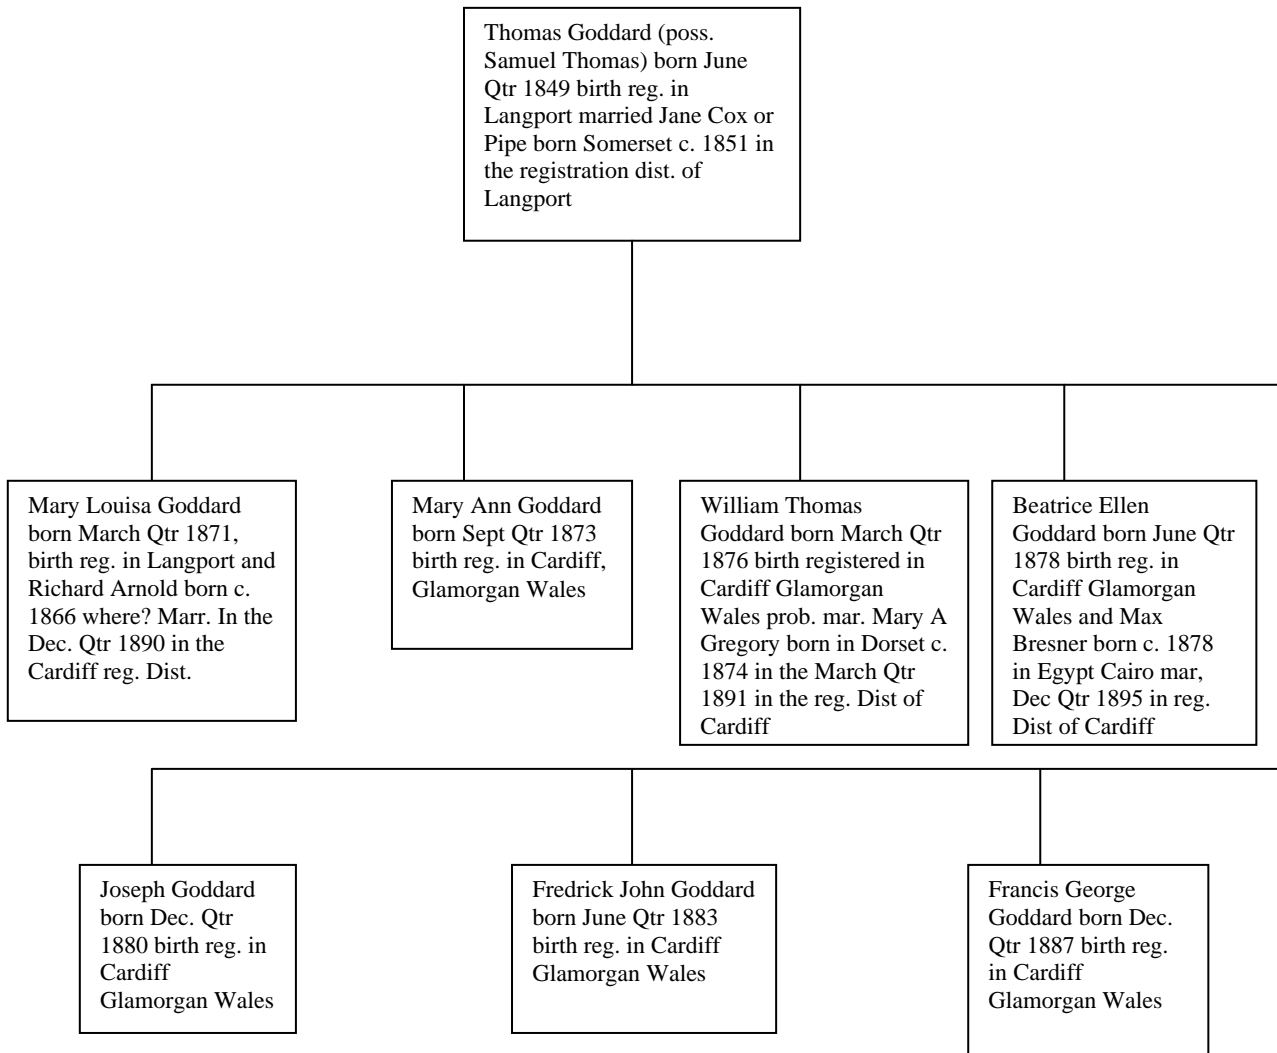 Thomas Goddard (poss.
Samuel Thomas) born June
Qtr 1849 birth reg. in
Langport married Jane Cox or
Pipe born Somerset c. 1851 in
the registration dist. of
Langport
Mary Louisa Goddard
born March Qtr 1871,
birth reg. in Langport and
Richard Arnold born c.
1866 where? Marr. In the
Dec. Qtr 1890 in the
Cardiff reg. Dist.
Mary Ann Goddard
born Sept Qtr 1873
birth reg. in Cardiff,
Glamorgan Wales
William Thomas
Goddard born March Qtr
1876 birth registered in
Cardiff Glamorgan
Wales prob. mar. Mary A
Gregory born in Dorset c.
1874 in the March Qtr
1891 in the reg. Dist of
Cardiff
Beatrice Ellen
Goddard born June Qtr
1878 birth reg. in
Cardiff Glamorgan
Wales and Max
Bresner born c. 1878
in Egypt Cairo mar,
Dec Qtr 1895 in reg.
Dist of Cardiff
Joseph Goddard
born Dec. Qtr
1880 birth reg. in
Cardiff
Glamorgan Wales
Fredrick John Goddard
born June Qtr 1883
birth reg. in Cardiff
Glamorgan Wales
Francis George
Goddard born Dec.
Qtr 1887 birth reg.
in Cardiff
Glamorgan Wales